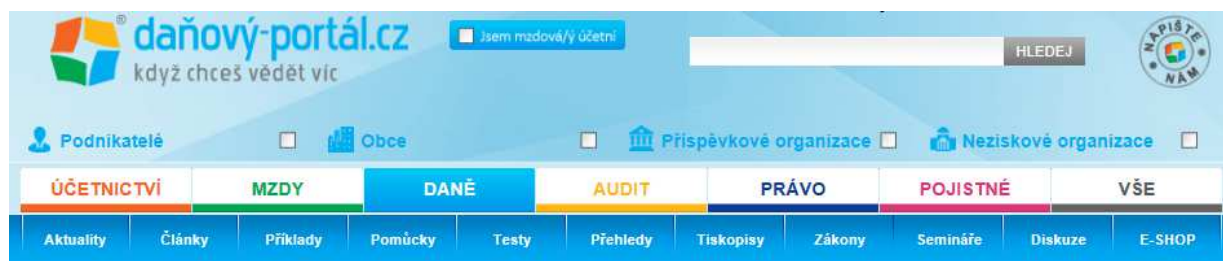 daňový-portál.cz
když chceš vědět víc
Jsem mzdová/ý účetní
HLEDEJ
NAPIŠTE NÁM
Podnikatelé Obce Příspěvkové organizace Neziskové organizace
ÚČETNICTVÍ MZDY DANĚ AUDIT PRÁVO POJISTNÉ VŠE
Aktuality Články Příklady Pomůcky Testy Přehledy Tiskopisy Zákony Semináře Diskuze E-SHOP